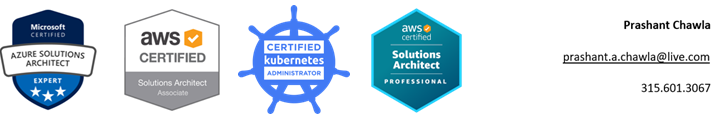 Microsoft
CERTIFIED
AZURE SOLUTIONS
ARCHITECT
EXPERT
aws
CERTIFIED
Solutions Architect
Associate
CERTIFIED
kubernetes
ADMINISTRATOR
aws
certified
Solutions
Architect
PROFESSIONAL
Prashant Chawla
prashant.a.chawla@live.com
315.601.3067